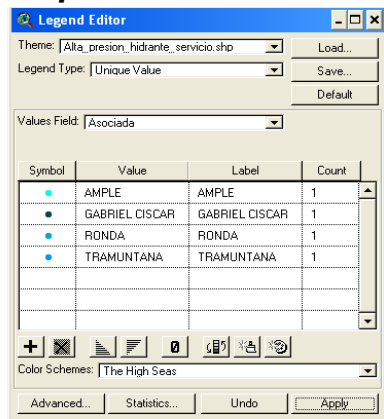 Legend Editor
Theme: Alta_presion_hidrante_servicio.shp
Load...
Legend Type: Unique Value
Save...
Default
Values Field: Asociada
Symbol Value Label Count
AMPLE AMPLE 1
GABRIEL CISCAR GABRIEL CISCAR 1
RONDA RONDA 1
TRAMUNTANA TRAMUNTANA 1
Color Schemes: The High Seas
Advanced... Statistics... Undo Apply